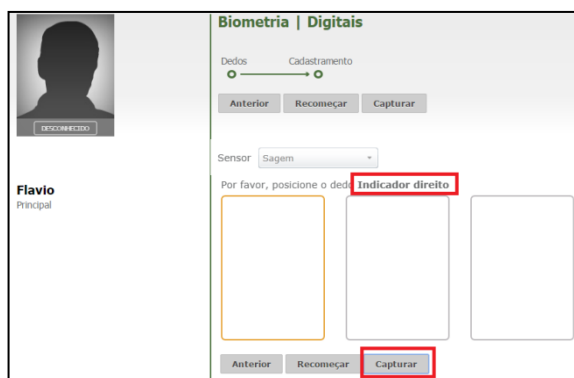 Biometria | Digitais
Dedos Cadastramento
Anterior Recomeçar Capturar
DESCONHECIDO
Sensor Sagem
Flavio
Principal
Por favor, posicione o dedo Indicador direito
Anterior Recomeçar Capturar